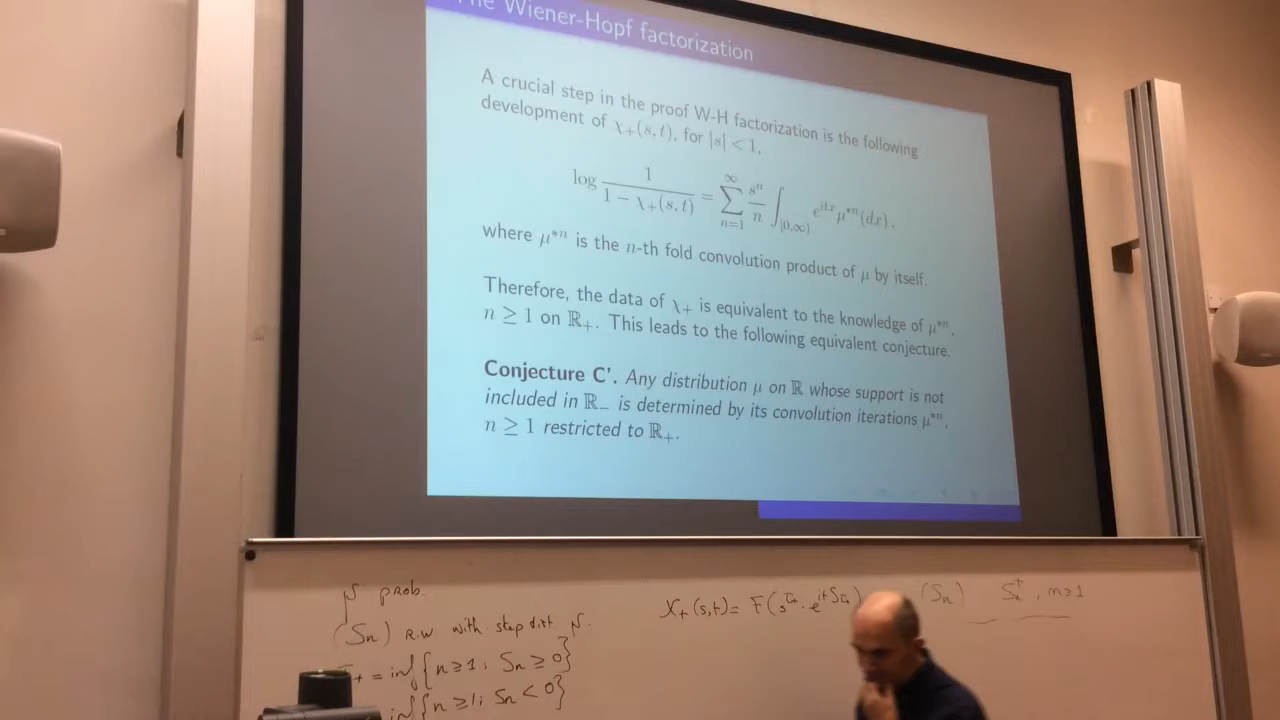 The Wiener-Hopf factorization
A crucial step in the proof W-H factorization is the following
development of χ₊(s, t), for |s| < 1,
log 1 / (1 − χ₊(s, t)) = ∑_{n=1}^{∞} sⁿ/n ∫_{[0,∞)} e^{itx} μ^{*n}(dx).
where μ^{*n} is the n-th fold convolution product of μ by itself.
Therefore, the data of χ₊ is equivalent to the knowledge of μ^{*n},
n ≥ 1 on ℝ₊. This leads to the following equivalent conjecture.
Conjecture C'. Any distribution μ on ℝ whose support is not
included in ℝ₋ is determined by its convolution iterations μ^{*n},
n ≥ 1 restricted to ℝ₊.
μ prob.
(Sₙ) R.W with step dist μ.
₊ = inf{n≥1; Sₙ≥0}
inf{n≥1; Sₙ<0}
χ₊(s,t) = E(s^{τ₊} · e^{itS_{τ₊}})
(Sₙ) Sₙ⁺, n≥1